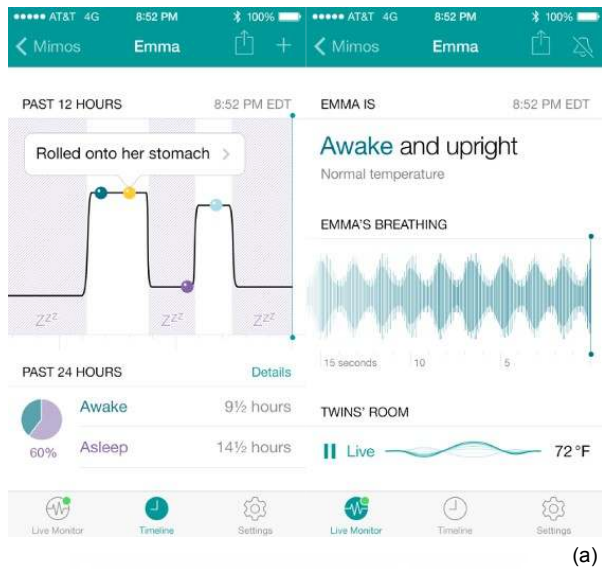 AT&T 4G 8:52 PM 100%
Mimos Emma
PAST 12 HOURS 8:52 PM EDT
Rolled onto her stomach
zzz zzz zzz
PAST 24 HOURS Details
60%
Awake 9½ hours
Asleep 14½ hours
Live Monitor Timeline Settings
AT&T 4G 8:52 PM 100%
Mimos Emma
EMMA IS 8:52 PM EDT
Awake and upright
Normal temperature
EMMA'S BREATHING
15 seconds 10 5
TWINS' ROOM
Live 72°F
Live Monitor Timeline Settings
(a)